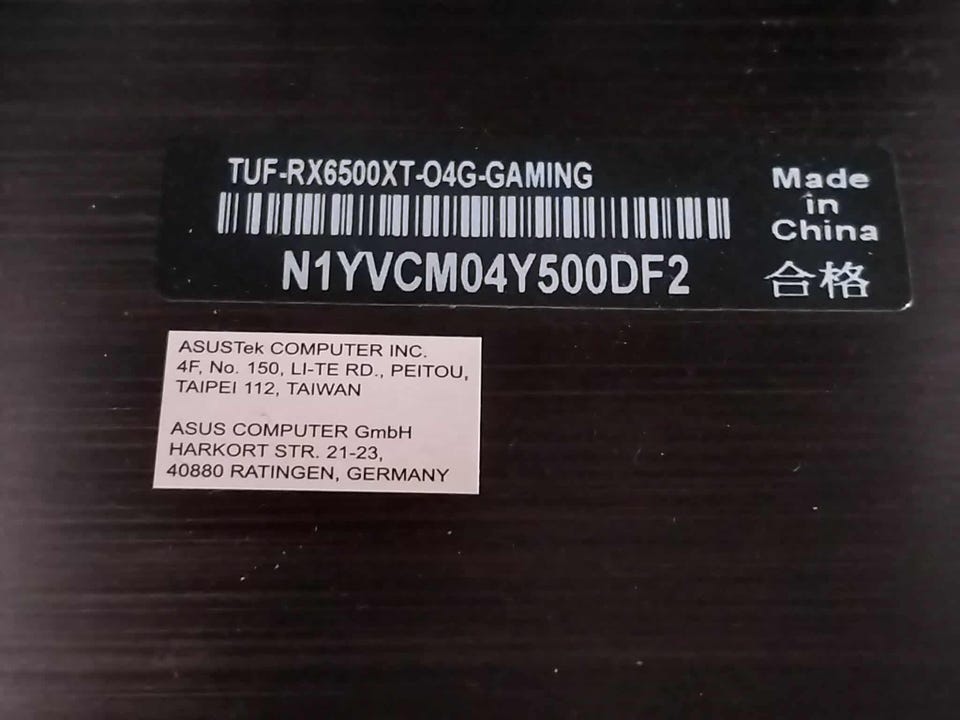 TUF-RX6500XT-O4G-GAMING
N1YVCM04Y500DF2
Made
in
China
合格
ASUSTek COMPUTER INC.
4F, No. 150, LI-TE RD., PEITOU,
TAIPEI 112, TAIWAN
ASUS COMPUTER GmbH
HARKORT STR. 21-23,
40880 RATINGEN, GERMANY